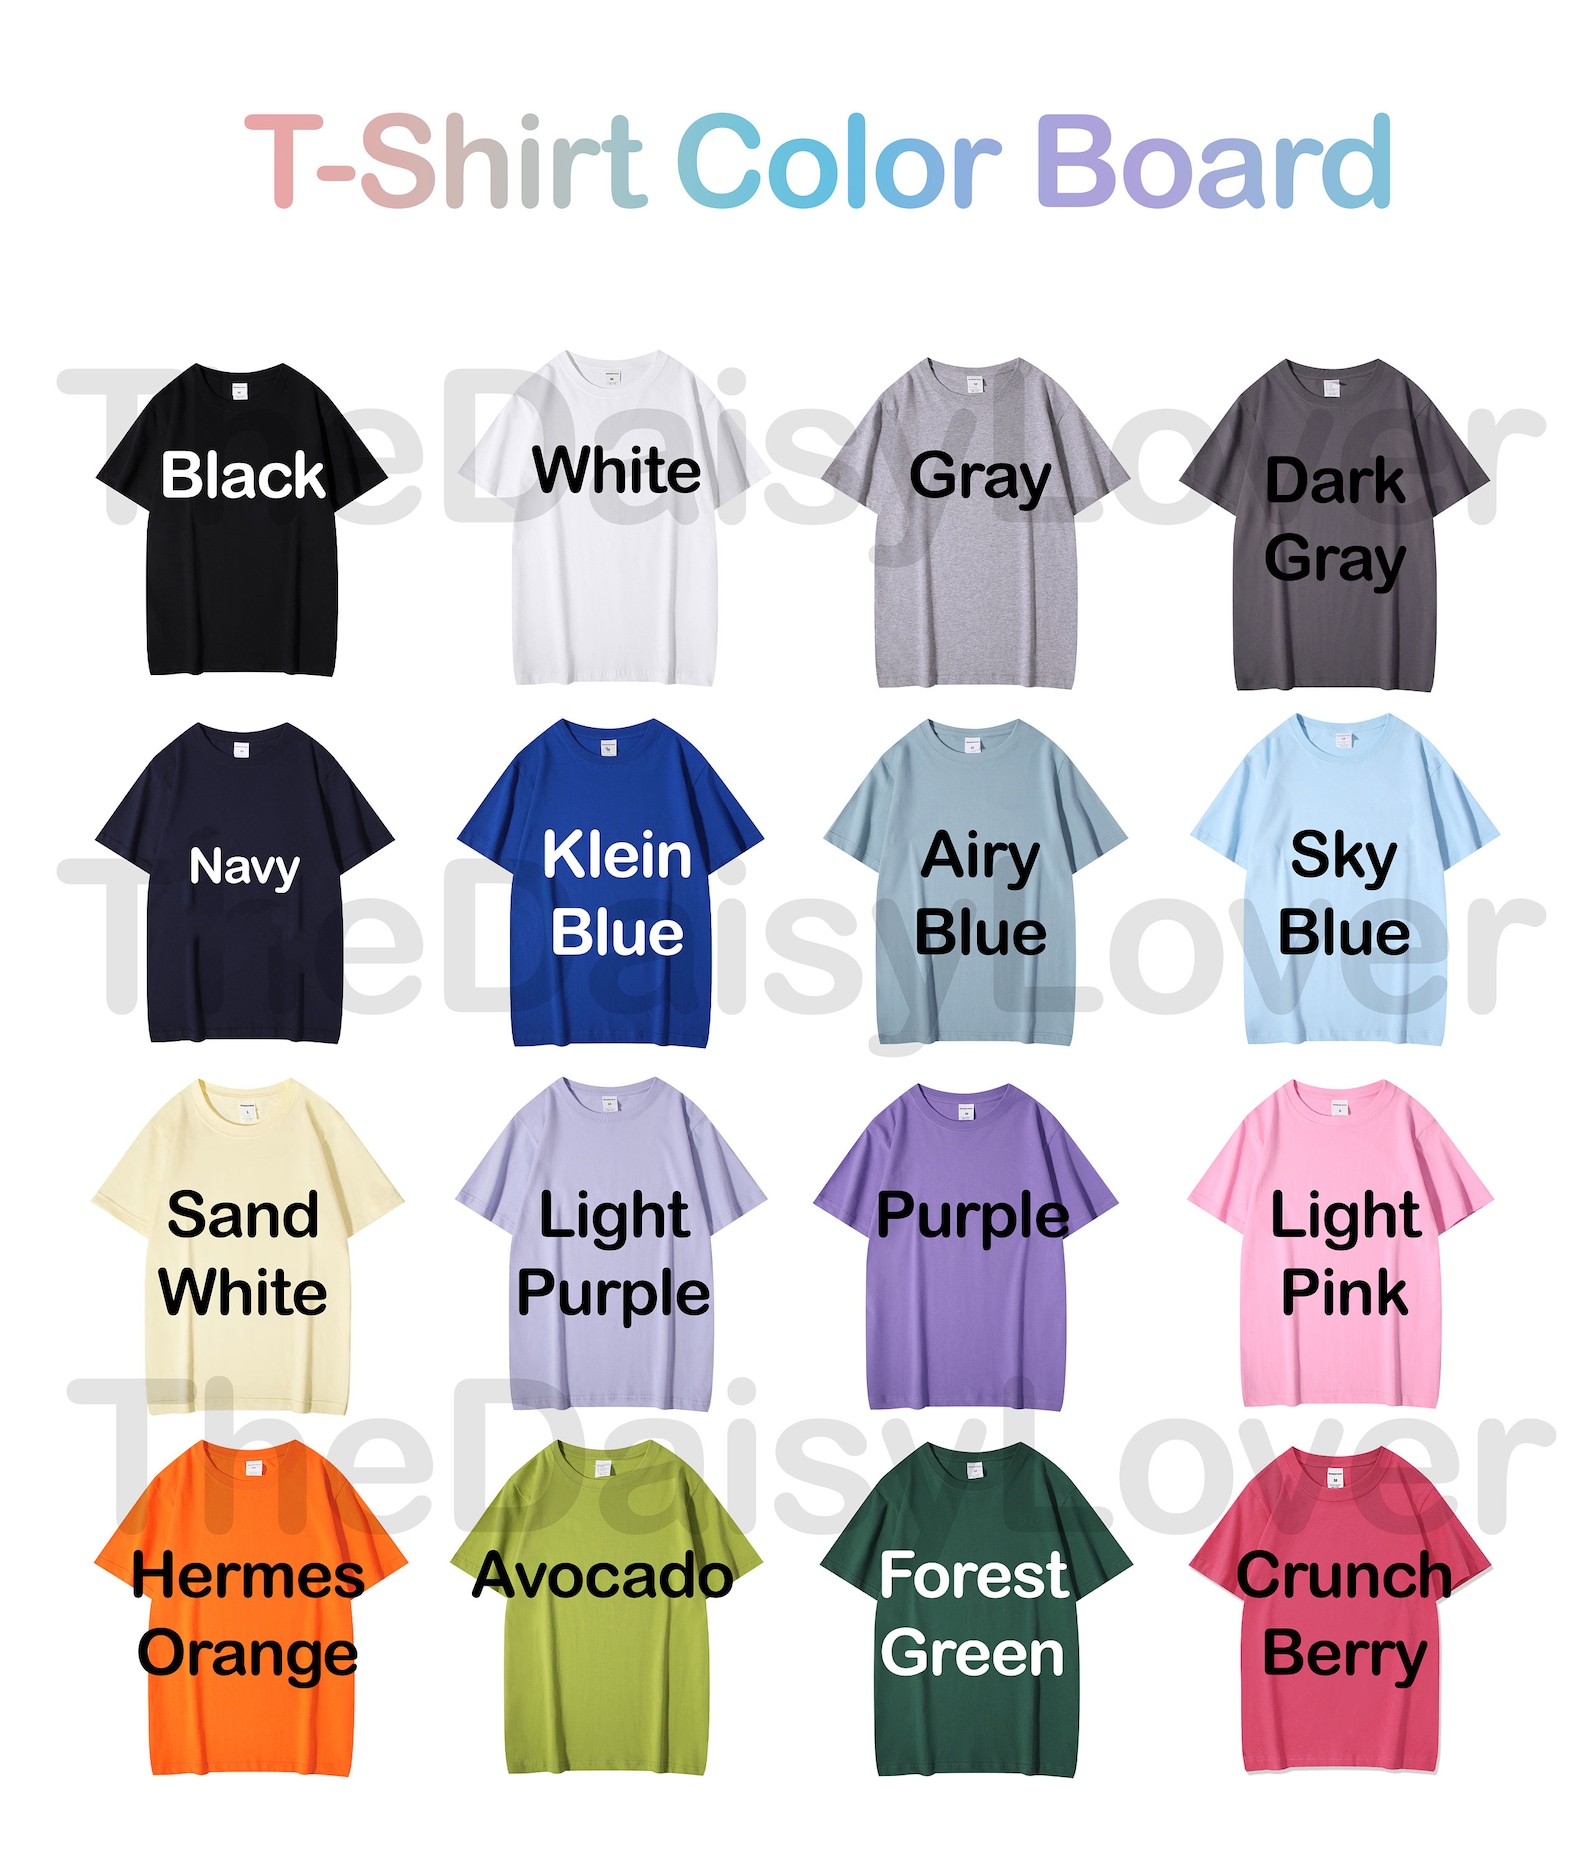 T-Shirt Color Board
TheDaisyLover
Black
White
Gray
Dark
Gray
Navy
Klein
Blue
Airy
Blue
Sky
Blue
TheDaisyLover
Sand
White
Light
Purple
Purple
Light
Pink
TheDaisyLover
Hermes
Orange
Avocado
Forest
Green
Crunch
Berry